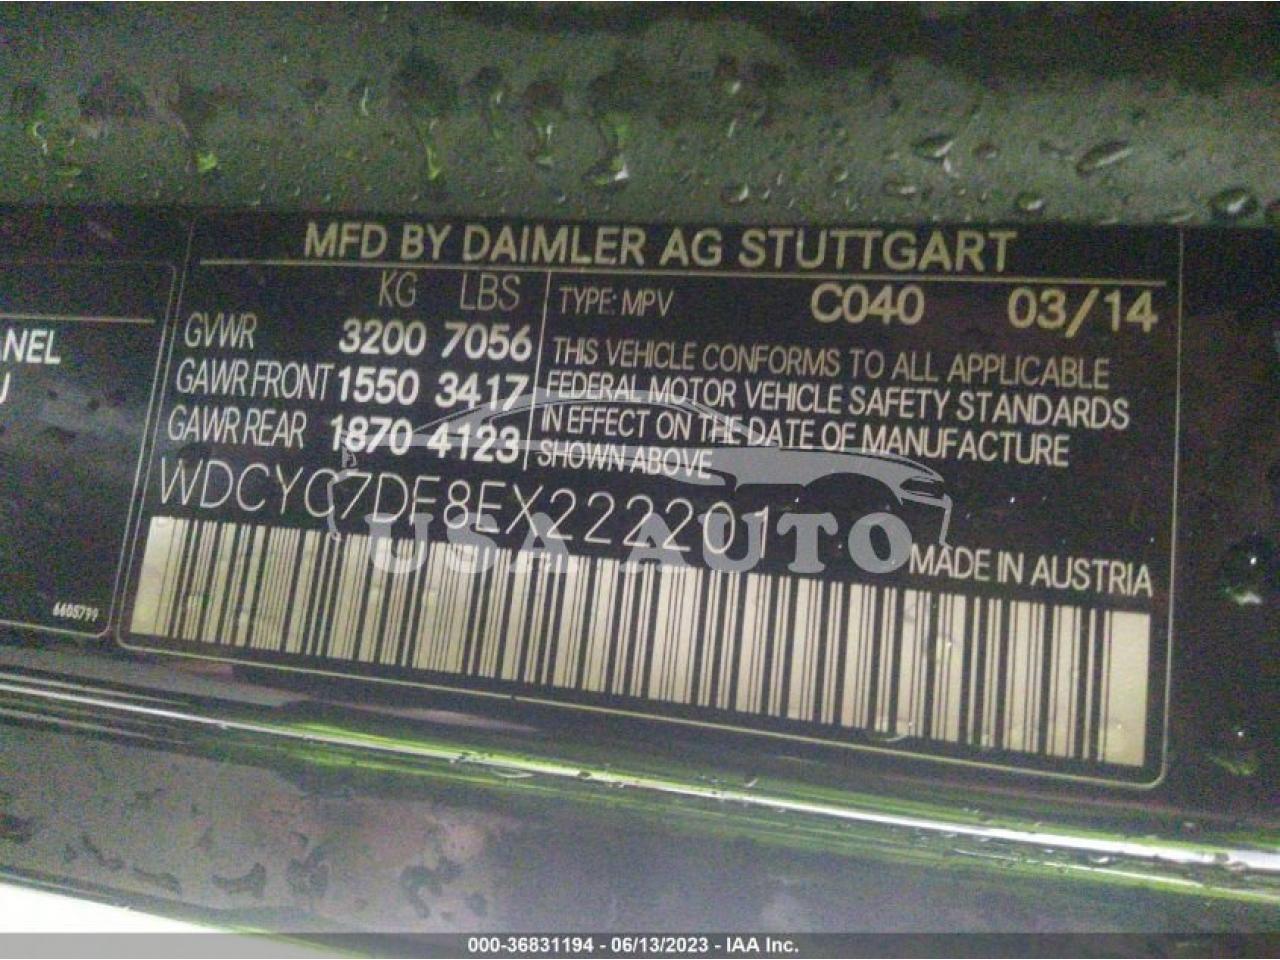 MFD BY DAIMLER AG STUTTGART
KG LBS
TYPE: MPV C040 03/14
GVWR 3200 7056
GAWR FRONT 1550 3417
GAWR REAR 1870 4123
THIS VEHICLE CONFORMS TO ALL APPLICABLE
FEDERAL MOTOR VEHICLE SAFETY STANDARDS
IN EFFECT ON THE DATE OF MANUFACTURE
SHOWN ABOVE
WDCYC7DF8EX222201
USA AUTO
MADE IN AUSTRIA
6605799
000-36831194 - 06/13/2023 - IAA Inc.